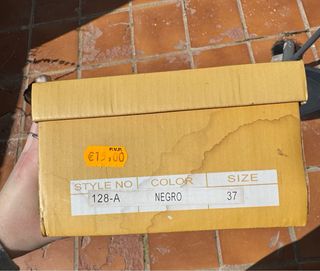 P.V.P.
STYLE NO COLOR SIZE
128-A NEGRO 37